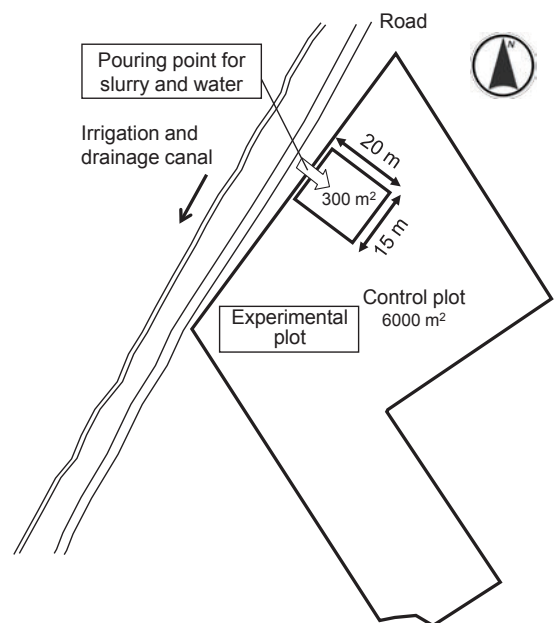 Road
N
Pouring point for
slurry and water
Irrigation and
drainage canal
20 m
300 m²
15 m
Control plot
6000 m²
Experimental
plot